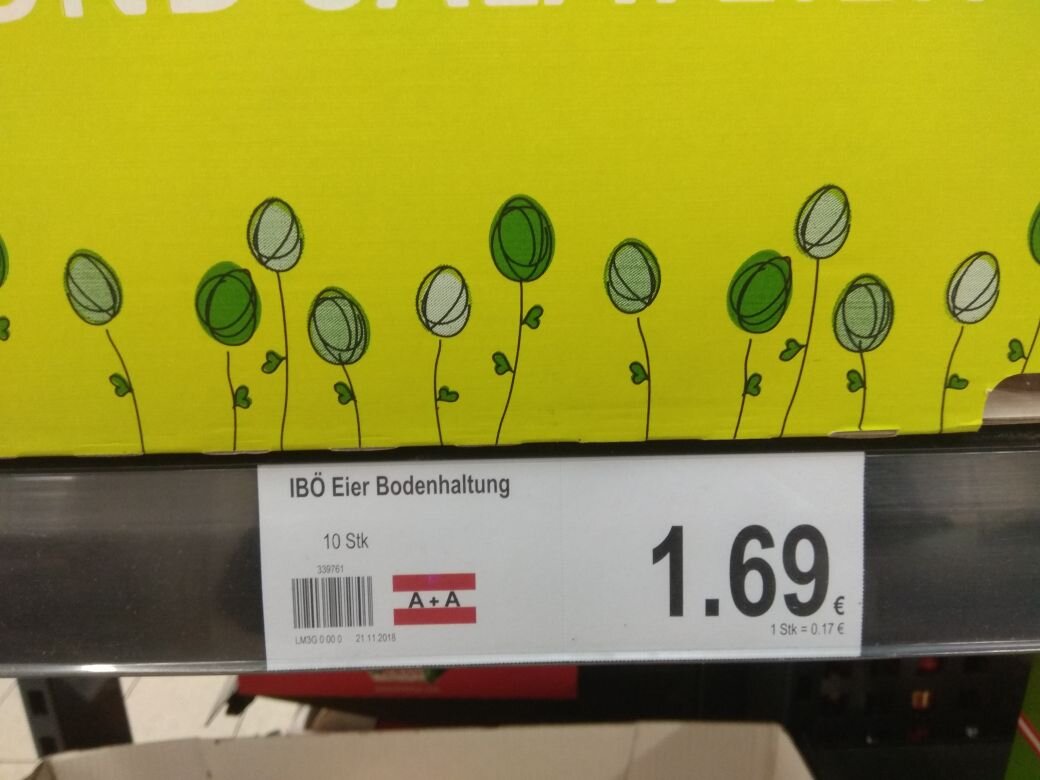 IBÖ Eier Bodenhaltung
10 Stk
339761
A + A
1.69 €
1 Stk = 0.17 €
LM3G 0 00 0 21 11 2018